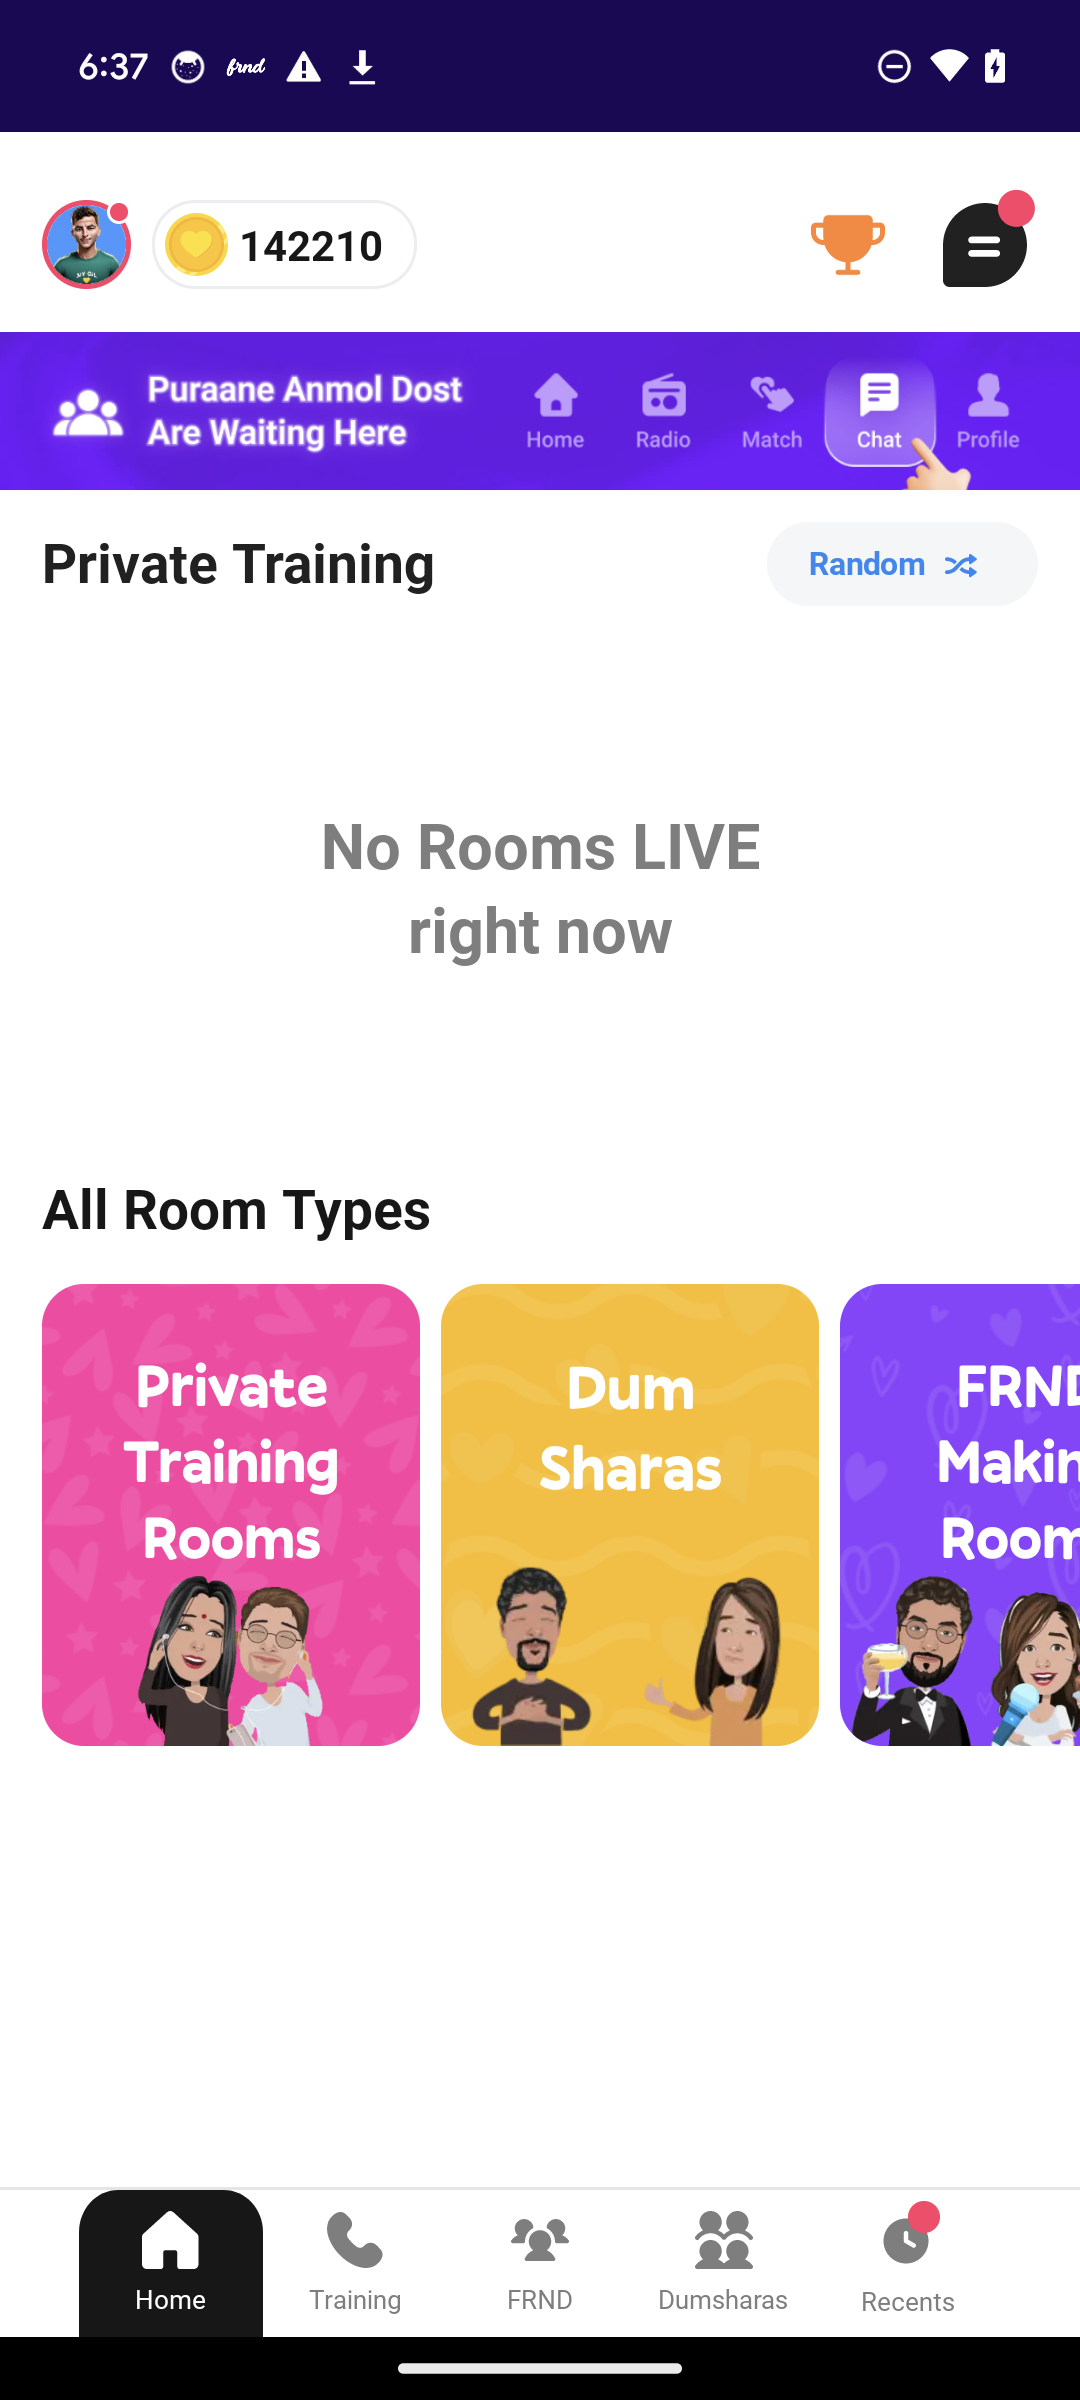 6:37
frnd
142210
Puraane Anmol Dost
Are Waiting Here
Home
Radio
Match
Chat
Profile
Private Training
Random
No Rooms LIVE
right now
All Room Types
Private
Training
Rooms
Dum
Sharas
FRND
Makin
Room
Home
Training
FRND
Dumsharas
Recents